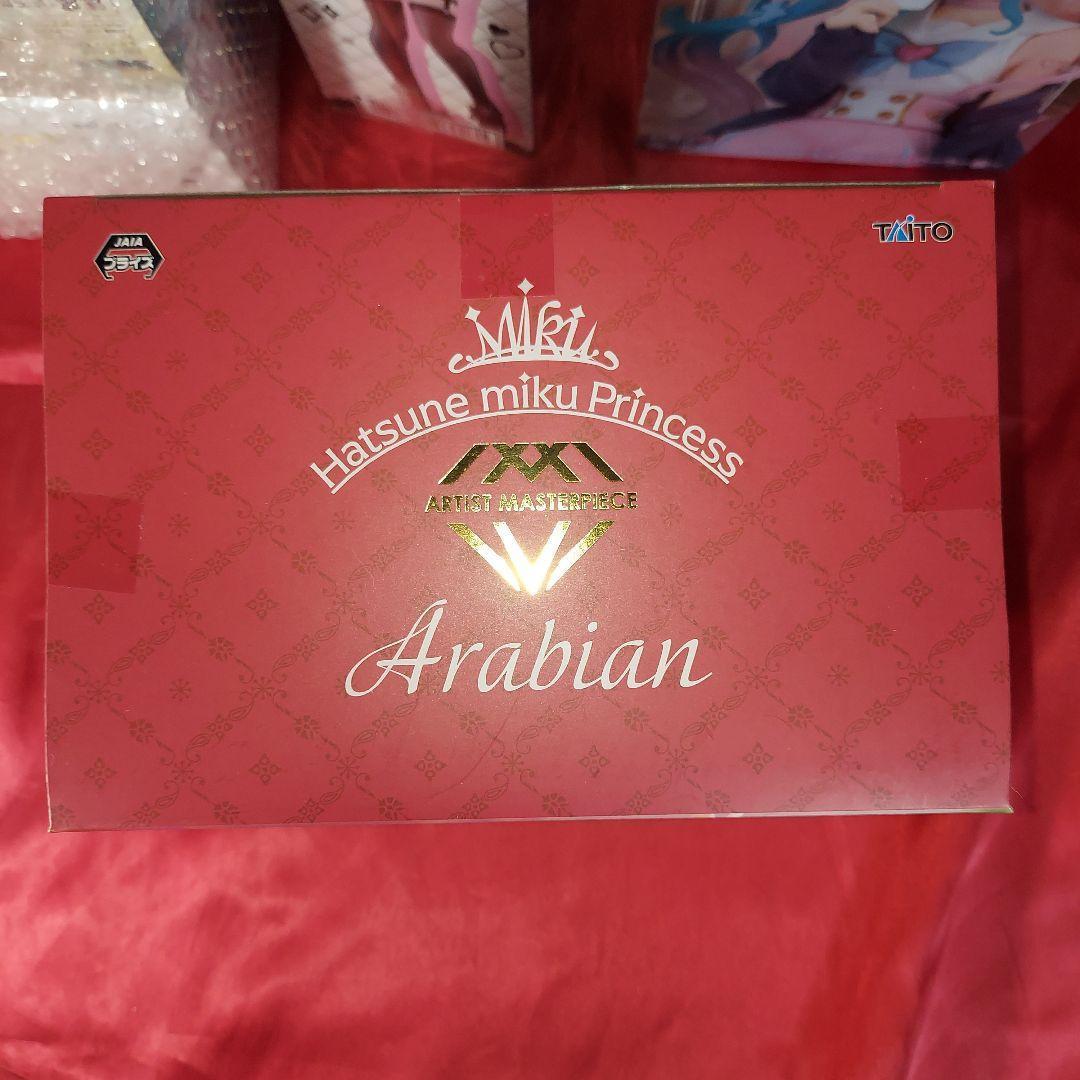 JAIA
プライズ
TAITO
Miku
Hatsune miku Princess
ARTIST MASTERPIECE
Arabian